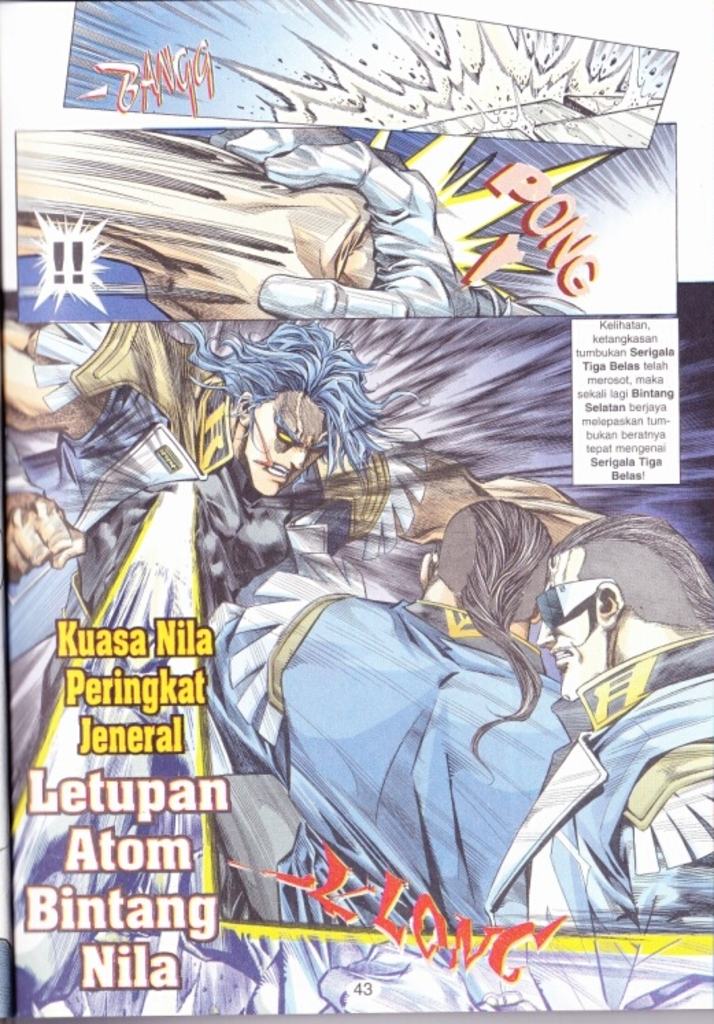 BANGG
PONG
!!
Kelihatan,
ketangkasan
tumbukan Serigala
Tiga Belas telah
merosot, maka
sekali lagi Bintang
Selatan berjaya
melepaskan tum-
bukan beratnya
tepat mengenai
Serigala Tiga
Belas!
Kuasa Nila
Peringkat
Jeneral
Letupan
Atom
Bintang
Nila
KLONG
43